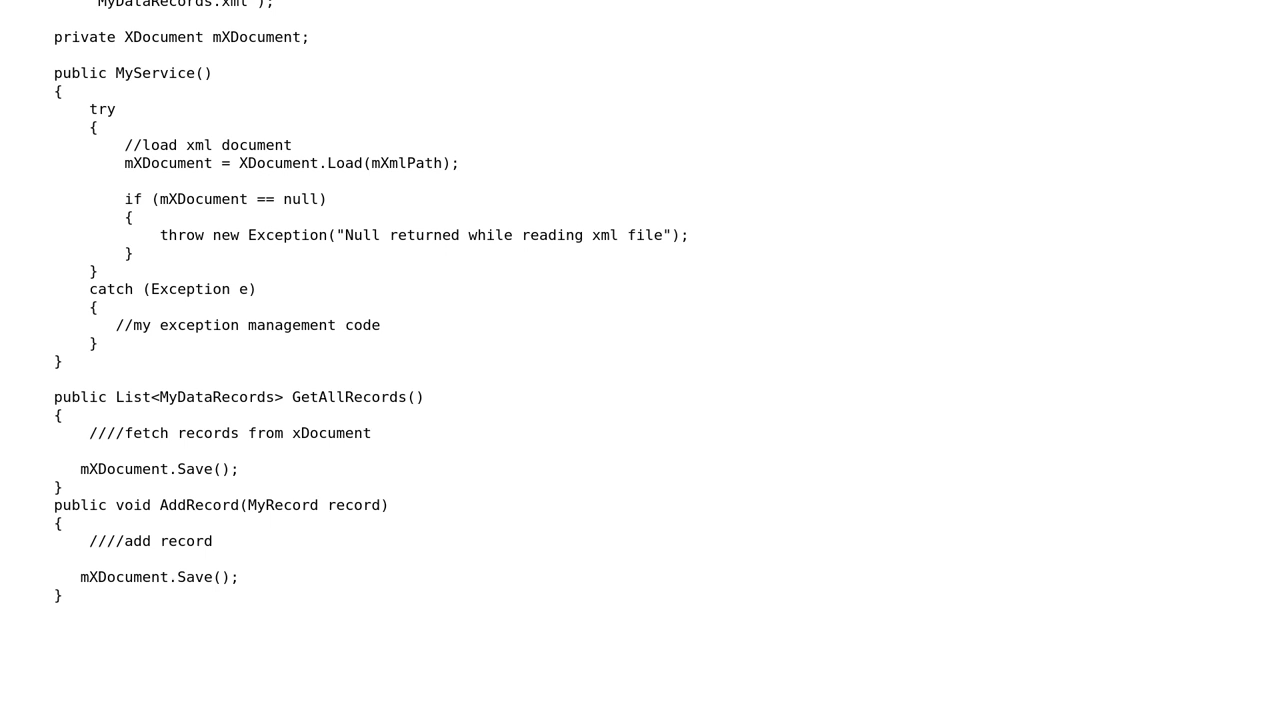 MyDataRecords.xml");
private XDocument mXDocument;
public MyService()
{
try
{
//load xml document
mXDocument = XDocument.Load(mXmlPath);
if (mXDocument == null)
{
throw new Exception("Null returned while reading xml file");
}
}
catch (Exception e)
{
//my exception management code
}
}
public List<MyDataRecords> GetAllRecords()
{
////fetch records from xDocument
mXDocument.Save();
}
public void AddRecord(MyRecord record)
{
////add record
mXDocument.Save();
}